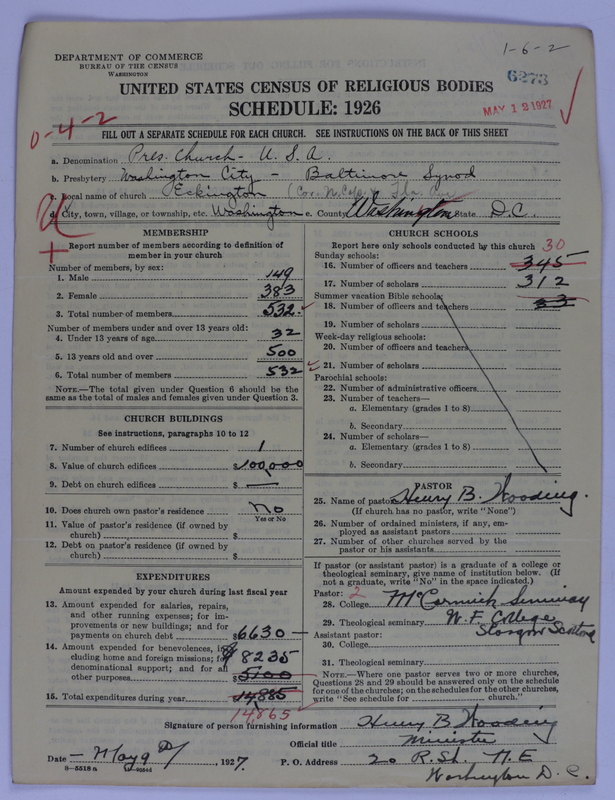 1-6-2
DEPARTMENT OF COMMERCE
BUREAU OF THE CENSUS
WASHINGTON
6273
UNITED STATES CENSUS OF RELIGIOUS BODIES
SCHEDULE: 1926
MAY 12 1927
0-4-2
FILL OUT A SEPARATE SCHEDULE FOR EACH CHURCH. SEE INSTRUCTIONS ON THE BACK OF THIS SHEET
a. Denomination Pres. Church - U.S.A.
b. Presbytery Washington City - Baltimore Synod
c. Local name of church Eckington (Cor. N. Cap. & Fla. Ave
d. City, town, village, or township, etc. Washington e. County Washington State D.C.
U
MEMBERSHIP
Report number of members according to definition of
member in your church
Number of members, by sex:
1. Male 149
2. Female 383
3. Total number of members 532
Number of members under and over 13 years old:
4. Under 13 years of age 32
5. 13 years old and over 500
6. Total number of members 532
NOTE.—The total given under Question 6 should be the
same as the total of males and females given under Question 3.
CHURCH BUILDINGS
See instructions, paragraphs 10 to 12
7. Number of church edifices 1
8. Value of church edifices $100,000
9. Debt on church edifices $ —
10. Does church own pastor's residence No
Yes or No
11. Value of pastor's residence (if owned by
church) $
12. Debt on pastor's residence (if owned by
church) $
EXPENDITURES
Amount expended by your church during last fiscal year
13. Amount expended for salaries, repairs,
and other running expenses; for im-
provements or new buildings; and for
payments on church debt $6630 —
14. Amount expended for benevolences, in-
cluding home and foreign missions; for
denominational support; and for all
other purposes
8235
5100
15. Total expenditures during year 14885
14865
CHURCH SCHOOLS
Report here only schools conducted by this church 30
Sunday schools:
16. Number of officers and teachers 345
17. Number of scholars 312
Summer vacation Bible schools:
18. Number of officers and teachers 33
19. Number of scholars
Week-day religious schools:
20. Number of officers and teachers
21. Number of scholars
Parochial schools:
22. Number of administrative officers
23. Number of teachers—
a. Elementary (grades 1 to 8)
b. Secondary
24. Number of scholars—
a. Elementary (grades 1 to 8)
b. Secondary
PASTOR
25. Name of pastor Henry B. Wooding.
(If church has no pastor, write "None")
26. Number of ordained ministers, if any, em-
ployed as assistant pastors
27. Number of other churches served by the
pastor or his assistants
If pastor (or assistant pastor) is a graduate of a college or
theological seminary, give name of institution below. (If
not a graduate, write "No" in the space indicated.)
Pastor: 2
28. College McCormick Seminary
29. Theological seminary W. F. College
Assistant pastor: Glasgow
30. College
31. Theological seminary
NOTE.—Where one pastor serves two or more churches,
Questions 28 and 29 should be answered only on the schedule
for one of the churches; on the schedules for the other churches,
write "See schedule for church."
Signature of person furnishing information Henry B Wooding
Official title Minister
Date — May 9th, 1927. P. O. Address 20 R. St. N. E
Washington D. C.
8—5518a